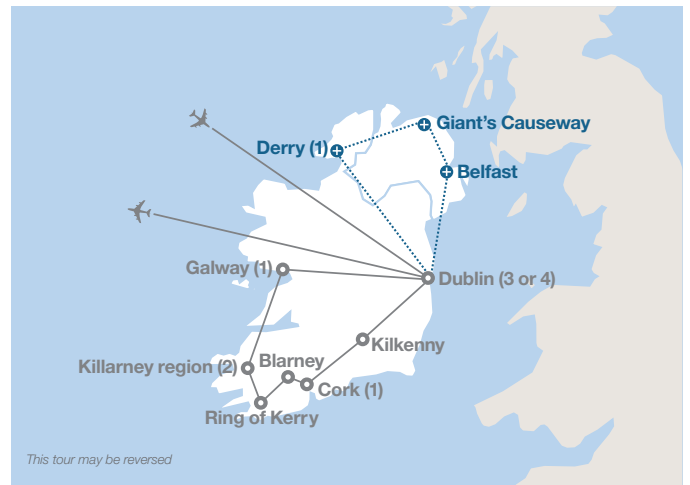 Giant's Causeway
Derry (1)
Belfast
Galway (1)
Dublin (3 or 4)
Kilkenny
Killarney region (2)
Blarney
Cork (1)
Ring of Kerry
This tour may be reversed